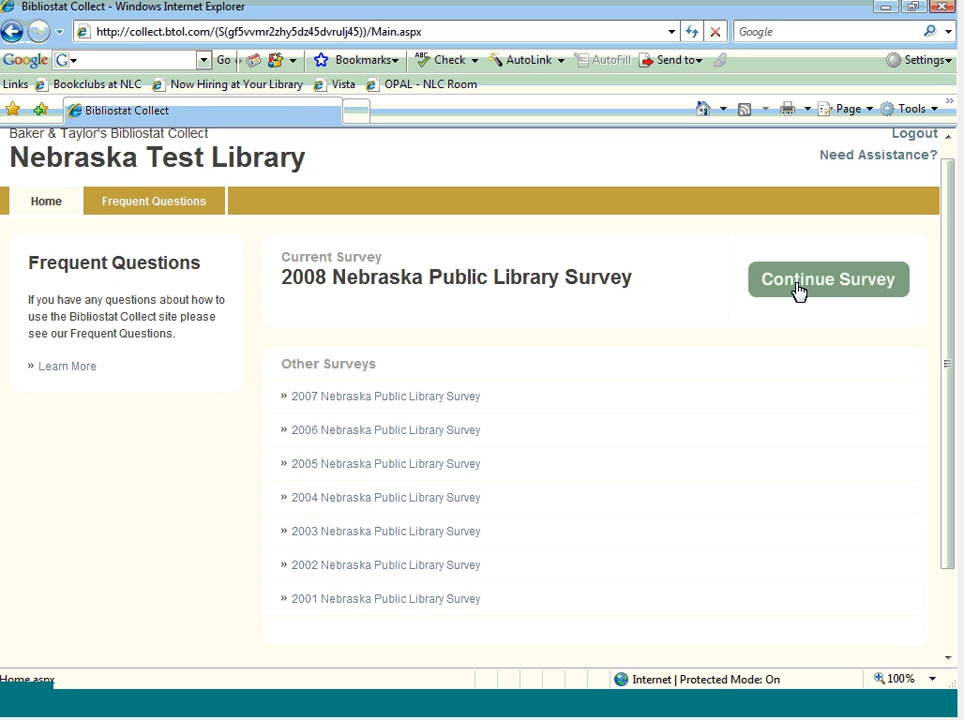 Bibliostat Collect - Windows Internet Explorer
http://collect.btol.com/(S(gf5vvmr2zhy5dz45dvrulj45))/Main.aspx
Google
Google G Go Bookmarks Check AutoLink AutoFill Send to Settings
Links Bookclubs at NLC Now Hiring at Your Library Vista OPAL - NLC Room
Bibliostat Collect Page Tools
Baker & Taylor's Bibliostat Collect Logout
Nebraska Test Library Need Assistance?
Home Frequent Questions
Frequent Questions
If you have any questions about how to
use the Bibliostat Collect site please
see our Frequent Questions.
» Learn More
Current Survey
2008 Nebraska Public Library Survey
Continue Survey
Other Surveys
» 2007 Nebraska Public Library Survey
» 2006 Nebraska Public Library Survey
» 2005 Nebraska Public Library Survey
» 2004 Nebraska Public Library Survey
» 2003 Nebraska Public Library Survey
» 2002 Nebraska Public Library Survey
» 2001 Nebraska Public Library Survey
Home.aspx Internet | Protected Mode: On 100%